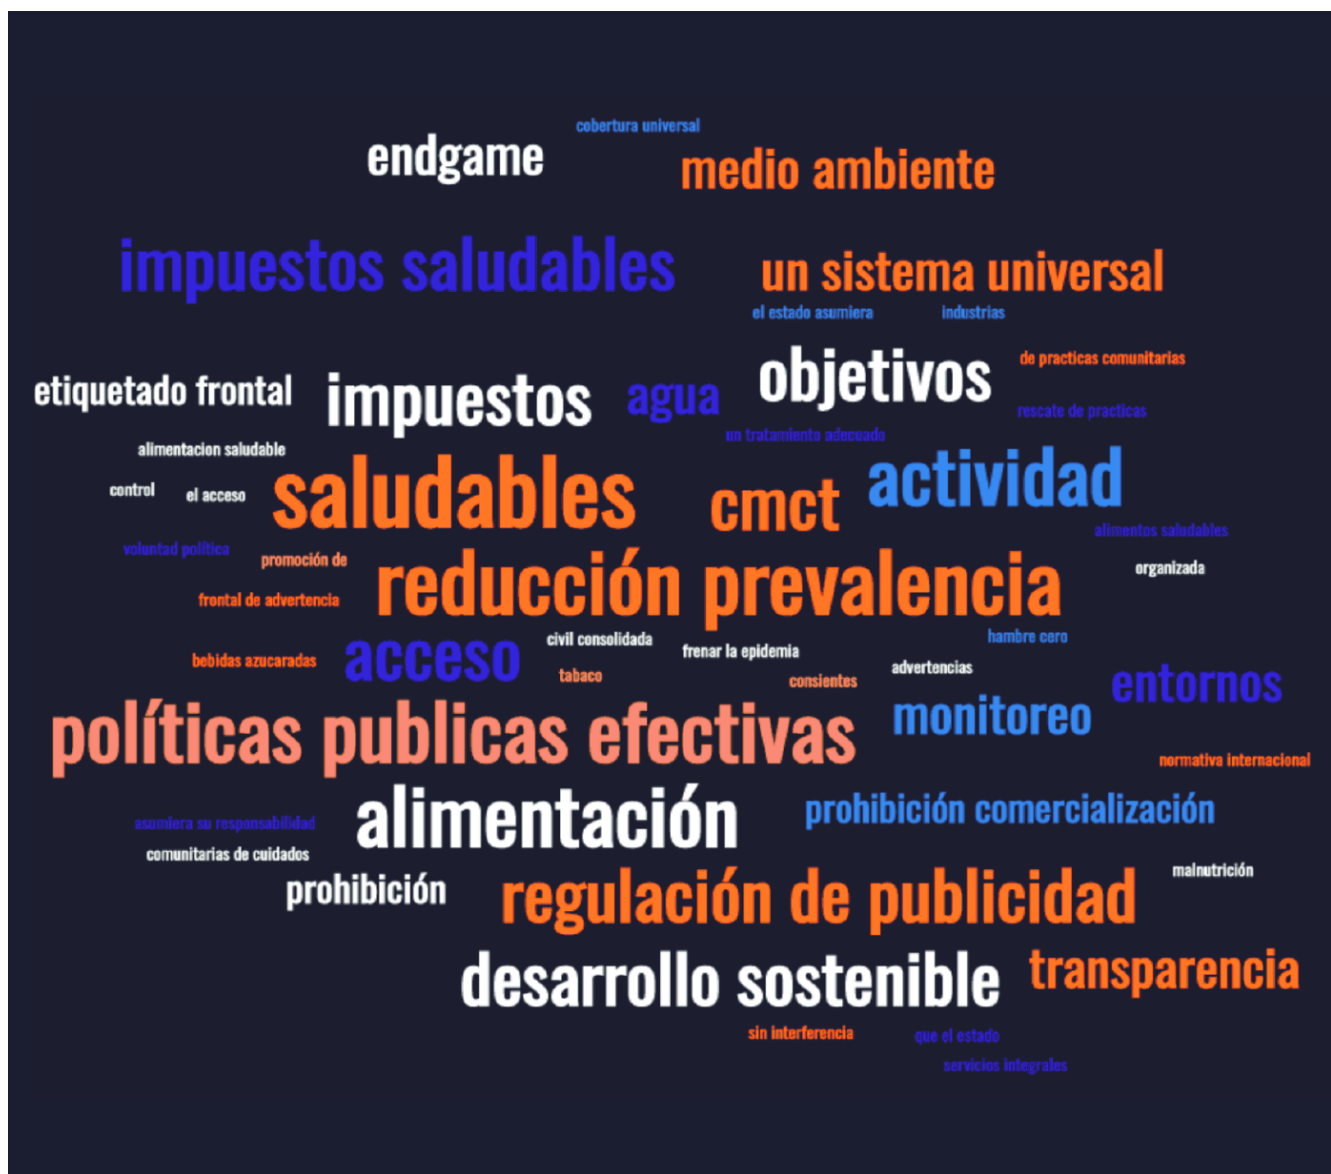 cobertura universal
endgame
medio ambiente
impuestos saludables
un sistema universal
el estado asumiera
industrias
objetivos
de practicas comunitarias
etiquetado frontal
impuestos
agua
rescate de practicas
un tratamiento adecuado
alimentacion saludable
actividad
control
el acceso
saludables
cmct
alimentos saludables
voluntad política
promoción de
organizada
reducción prevalencia
frontal de advertencia
civil consolidada
hambre cero
frenar la epidemia
bebidas azucaradas
acceso
advertencias
tabaco
consientes
entornos
políticas publicas efectivas
monitoreo
normativa internacional
alimentación
prohibición comercialización
asumiera su responsabilidad
comunitarias de cuidados
malnutrición
prohibición
regulación de publicidad
desarrollo sostenible
transparencia
sin interferencia
que el estado
servicios integrales